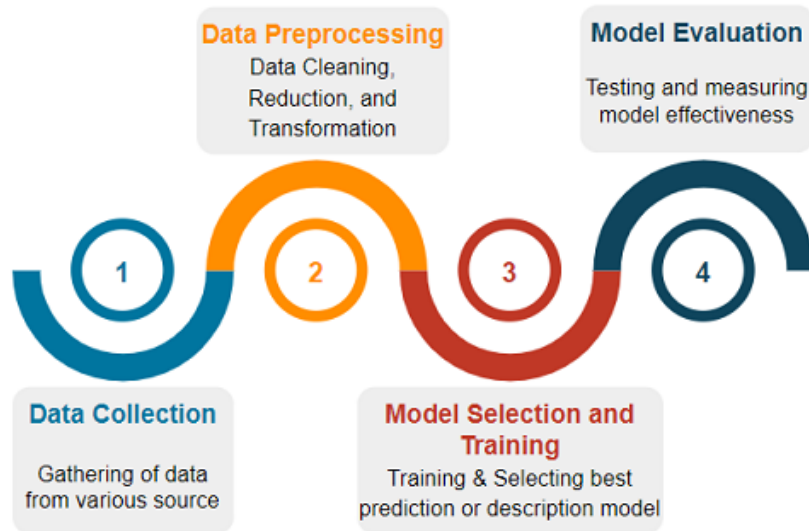 Data Preprocessing
Data Cleaning,
Reduction, and
Transformation
Model Evaluation
Testing and measuring
model effectiveness
1
2
3
4
Data Collection
Gathering of data
from various source
Model Selection and
Training
Training & Selecting best
prediction or description model